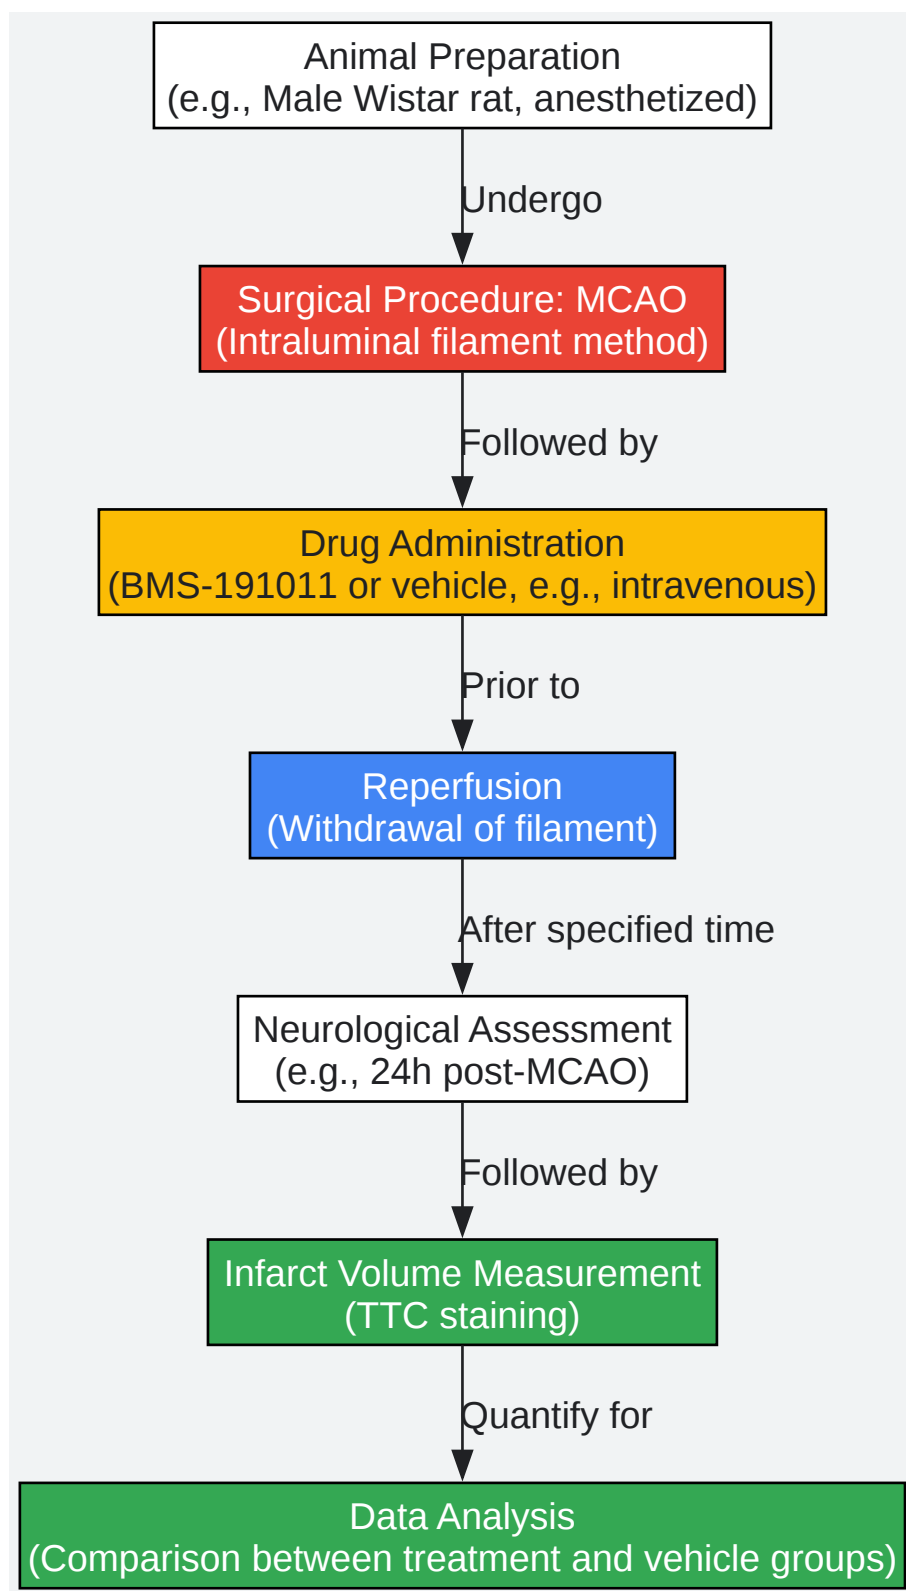 Animal Preparation
(e.g., Male Wistar rat, anesthetized)
Undergo
Surgical Procedure: MCAO
(Intraluminal filament method)
Followed by
Drug Administration
(BMS-191011 or vehicle, e.g., intravenous)
Prior to
Reperfusion
(Withdrawal of filament)
After specified time
Neurological Assessment
(e.g., 24h post-MCAO)
Followed by
Infarct Volume Measurement
(TTC staining)
Quantify for
Data Analysis
(Comparison between treatment and vehicle groups)